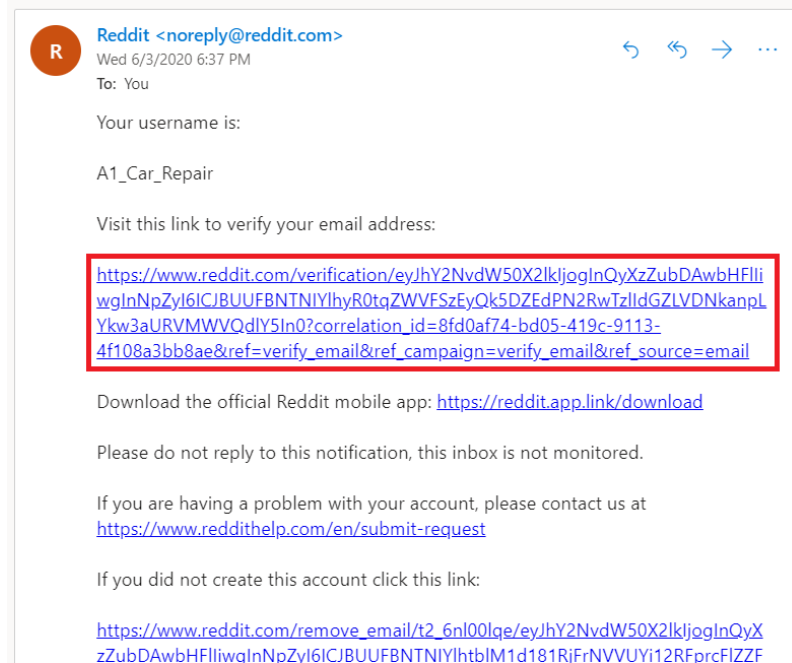 R
Reddit <noreply@reddit.com>
Wed 6/3/2020 6:37 PM
To: You
Your username is:
A1_Car_Repair
Visit this link to verify your email address:
https://www.reddit.com/verification/eyJhY2NvdW50X2lkIjogInQyXzZubDAwbHFlIi
wgInNpZyI6ICJBUUFBNTNIYlhyR0tqZWVFSzEyQk5DZEdPN2RwTzlIdGZLVDNkanpL
Ykw3aURVMWVQdlY5In0?correlation_id=8fd0af74-bd05-419c-9113-
4f108a3bb8ae&ref=verify_email&ref_campaign=verify_email&ref_source=email
Download the official Reddit mobile app: https://reddit.app.link/download
Please do not reply to this notification, this inbox is not monitored.
If you are having a problem with your account, please contact us at
https://www.reddithelp.com/en/submit-request
If you did not create this account click this link:
https://www.reddit.com/remove_email/t2_6nl00lqe/eyJhY2NvdW50X2lkIjogInQyX
zZubDAwbHFlIiwgInNpZyI6ICJBUUFBNTNIYlhtblM1d181RjFrNVVUYi12RFprcFlZZF